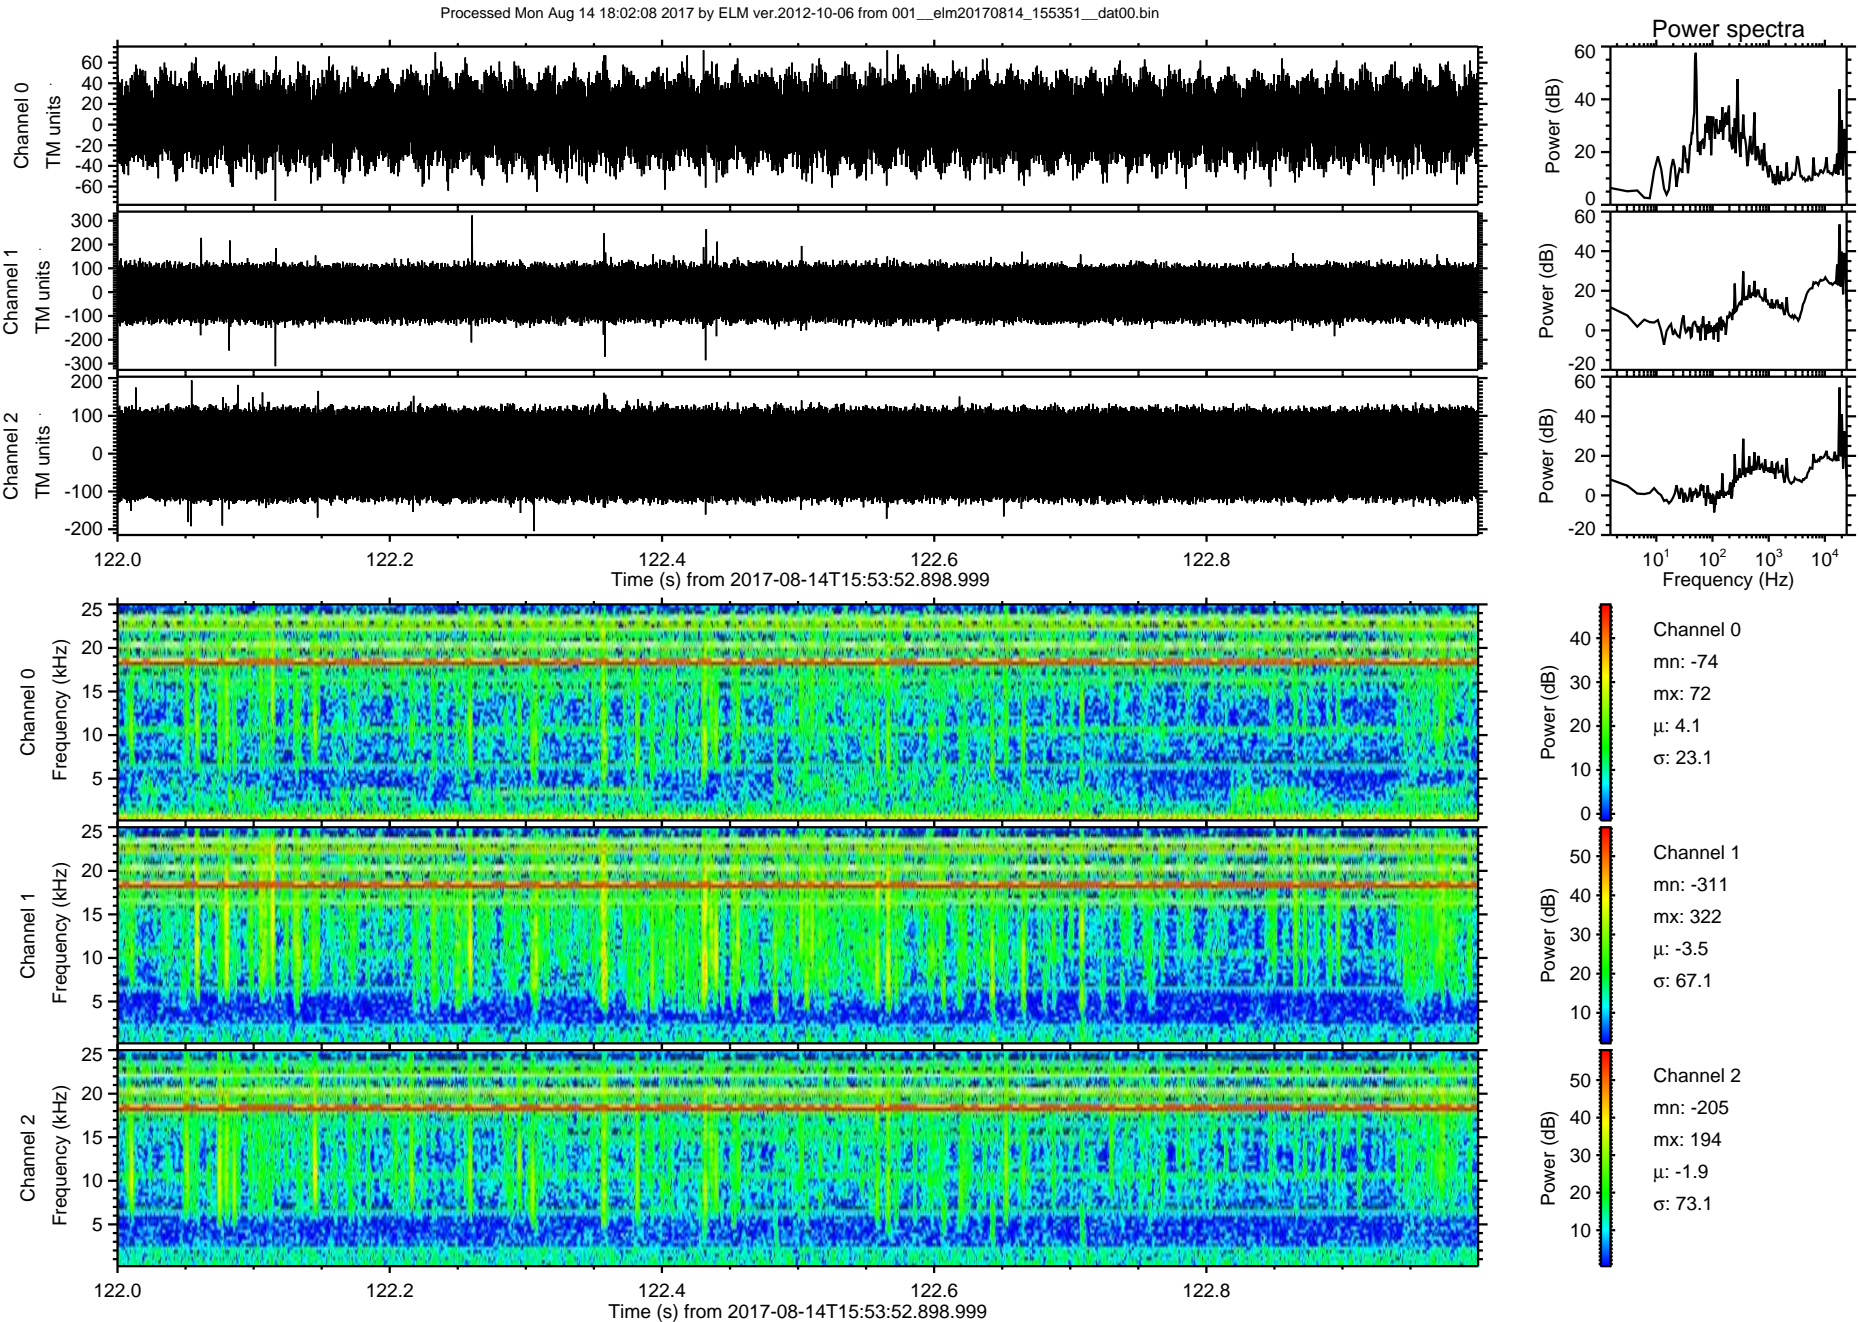 Processed Mon Aug 14 18:02:08 2017 by ELM ver.2012-10-06 from 001__elm20170814_155351__dat00.bin
Power spectra
Channel 0
TM units
60
40
20
0
-20
-40
-60
Power (dB)
60
40
20
0
Channel 1
TM units
300
200
100
0
-100
-200
-300
Power (dB)
60
40
20
0
-20
Channel 2
TM units
200
100
0
-100
-200
Power (dB)
60
40
20
0
-20
122.0 122.2 122.4 122.6 122.8
Time (s) from 2017-08-14T15:53:52.898.999
10¹ 10² 10³ 10⁴
Frequency (Hz)
Channel 0
Frequency (kHz)
25
20
15
10
5
Power (dB)
40
30
20
10
0
Channel 0
mn: -74
mx: 72
μ: 4.1
σ: 23.1
Channel 1
Frequency (kHz)
25
20
15
10
5
Power (dB)
50
40
30
20
10
Channel 1
mn: -311
mx: 322
μ: -3.5
σ: 67.1
Channel 2
Frequency (kHz)
25
20
15
10
5
Power (dB)
50
40
30
20
10
Channel 2
mn: -205
mx: 194
μ: -1.9
σ: 73.1
122.0 122.2 122.4 122.6 122.8
Time (s) from 2017-08-14T15:53:52.898.999